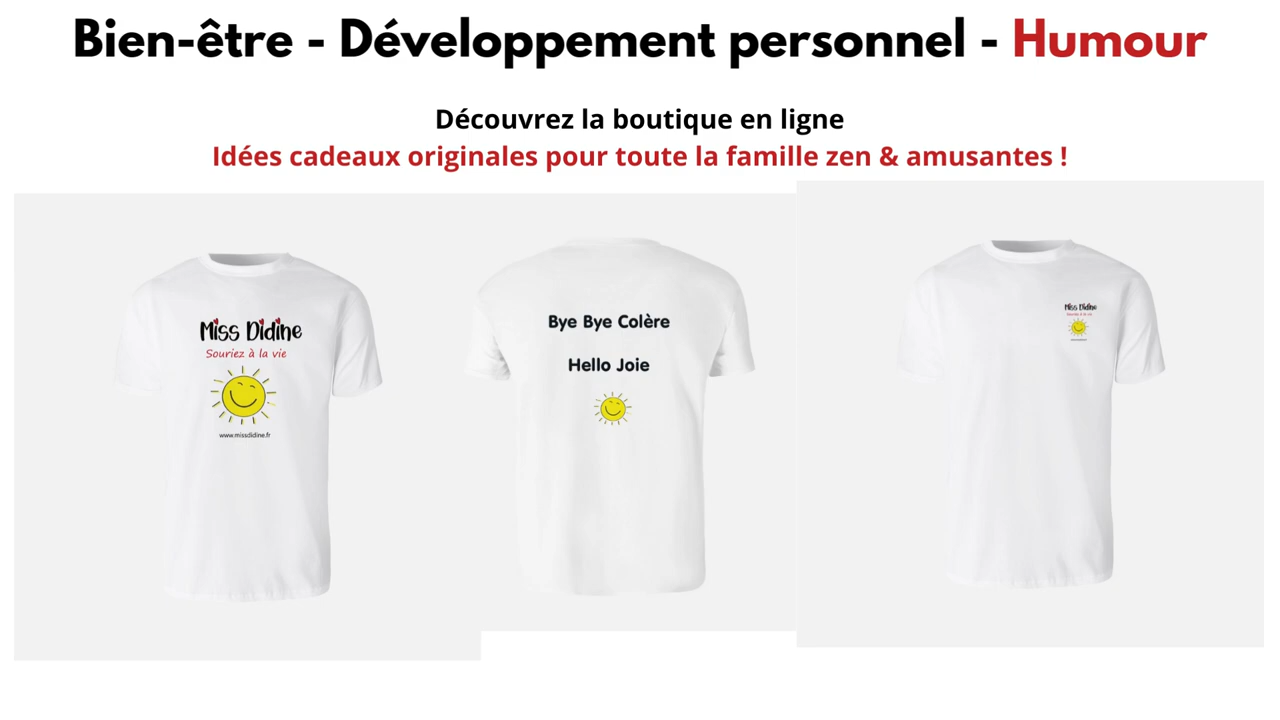 Bien-être - Développement personnel - Humour
Découvrez la boutique en ligne
Idées cadeaux originales pour toute la famille zen & amusantes !
Miss Didine
Souriez à la vie
www.missdidine.fr
Bye Bye Colère
Hello Joie
Miss Didine
Souriez à la vie